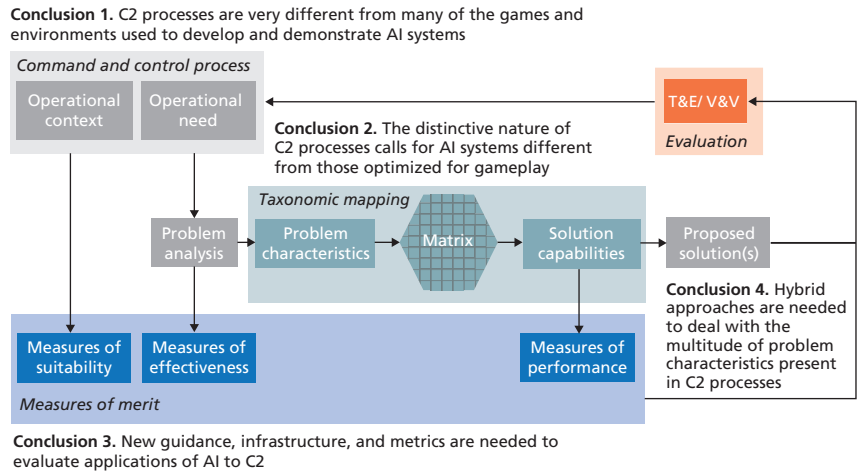 Conclusion 1. C2 processes are very different from many of the games and
environments used to develop and demonstrate AI systems
Command and control process
Operational
context
Operational
need
T&E/ V&V
Evaluation
Conclusion 2. The distinctive nature of
C2 processes calls for AI systems different
from those optimized for gameplay
Taxonomic mapping
Problem
analysis
Problem
characteristics
Matrix
Solution
capabilities
Proposed
solution(s)
Conclusion 4. Hybrid
approaches are needed
to deal with the
multitude of problem
characteristics present
in C2 processes
Measures of
suitability
Measures of
effectiveness
Measures of
performance
Measures of merit
Conclusion 3. New guidance, infrastructure, and metrics are needed to
evaluate applications of AI to C2